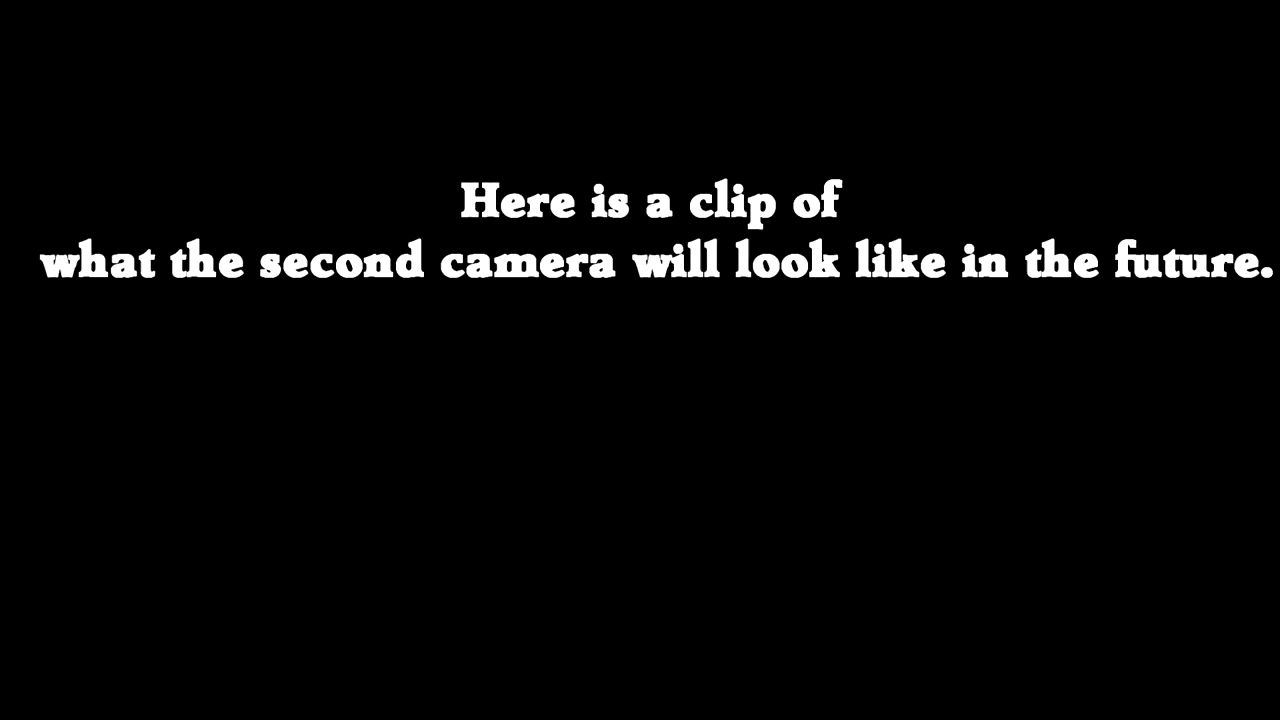 Here is a clip of
what the second camera will look like in the future.